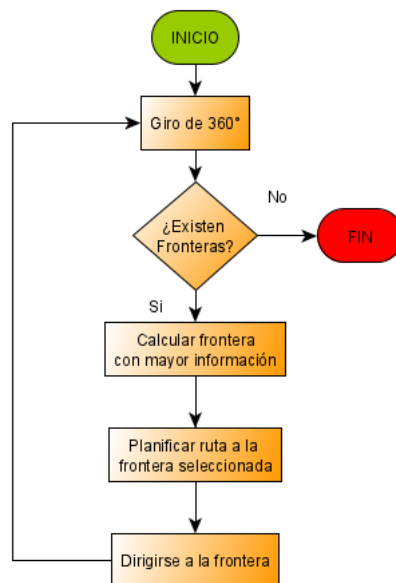 INICIO
Giro de 360°
¿Existen
Fronteras?
No
FIN
Si
Calcular frontera
con mayor información
Planificar ruta a la
frontera seleccionada
Dirigirse a la frontera